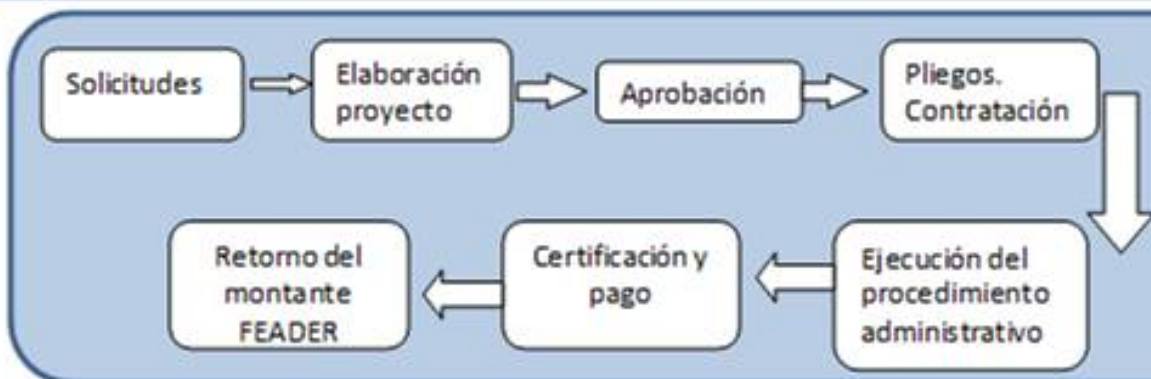 Solicitudes
Elaboración
proyecto
Aprobación
Pliegos.
Contratación
Ejecución del
procedimiento
administrativo
Certificación y
pago
Retorno del
montante
FEADER